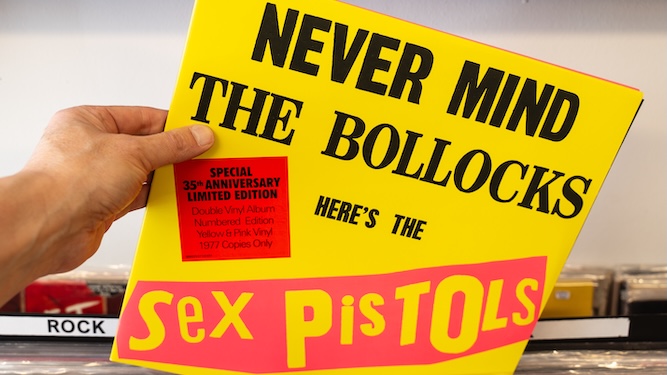 NEVER MIND
THE BOLLOCKS
HERE'S THE
Sex PisTOLs
SPECIAL
35th ANNIVERSARY
LIMITED EDITION
Double Vinyl Album
Numbered Edition
Yellow & Pink Vinyl
1977 Copies Only
ROCK